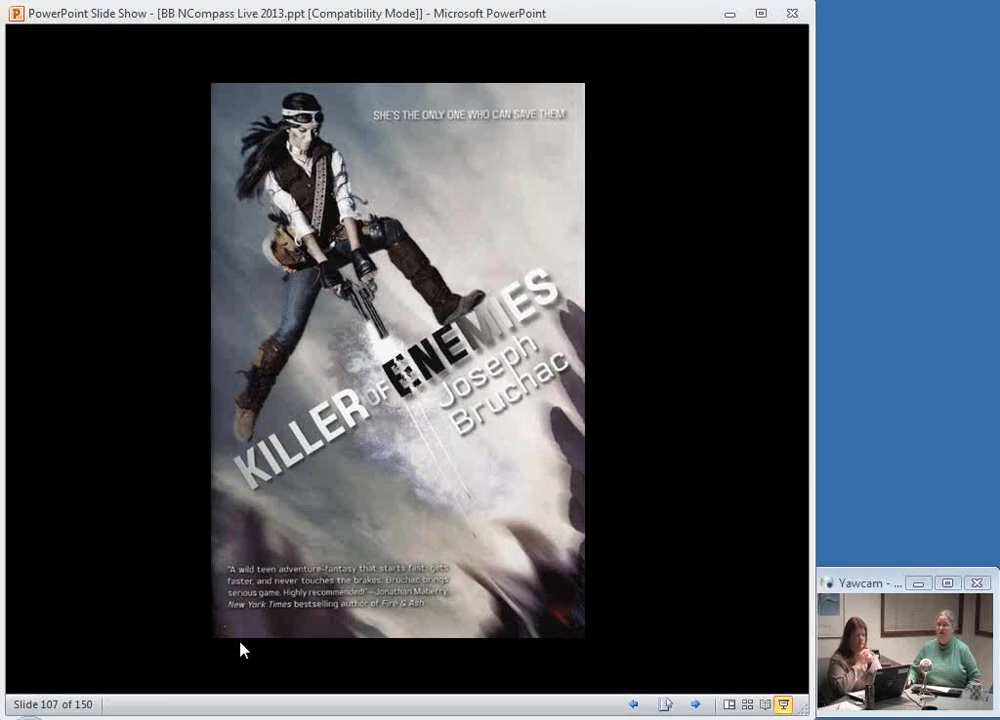 PowerPoint Slide Show - [BB NCompass Live 2013.ppt [Compatibility Mode]] - Microsoft PowerPoint
SHE'S THE ONLY ONE WHO CAN SAVE THEM.
KILLER OF ENEMIES
Joseph
Bruchac
"A wild teen adventure-fantasy that starts fast, gets
faster, and never touches the brakes. Bruchac brings
serious game. Highly recommended!"—Jonathan Maberry,
New York Times bestselling author of Fire & Ash
Yawcam - ...
Slide 107 of 150